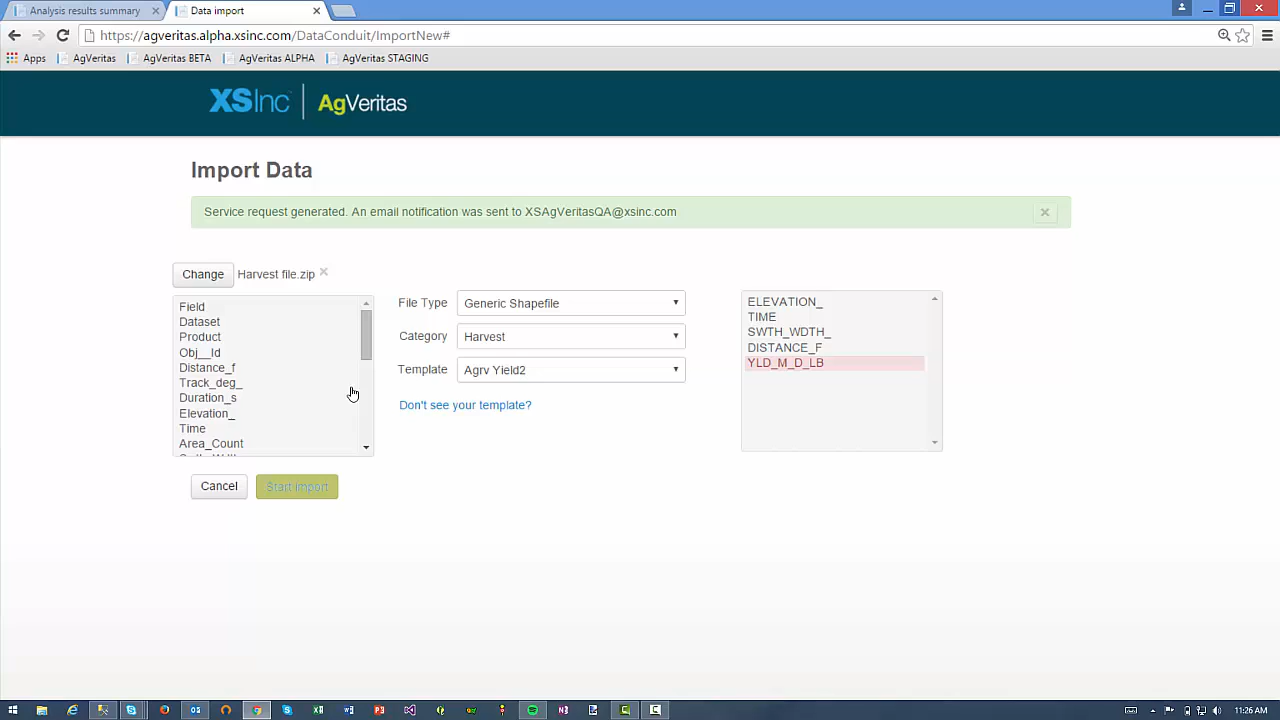 Analysis results summary
Data import
https://agveritas.alpha.xsinc.com/DataConduit/ImportNew#
Apps AgVeritas AgVeritas BETA AgVeritas ALPHA AgVeritas STAGING
XSInc | AgVeritas
Import Data
Service request generated. An email notification was sent to XSAgVeritasQA@xsinc.com
Change Harvest file.zip
Field
Dataset
Product
Obj__Id
Distance_f
Track_deg_
Duration_s
Elevation_
Time
Area_Count
File Type Generic Shapefile
Category Harvest
Template Agrv Yield2
Don't see your template?
ELEVATION_
TIME
SWTH_WDTH_
DISTANCE_F
YLD_M_D_LB
Cancel Start import
11:26 AM